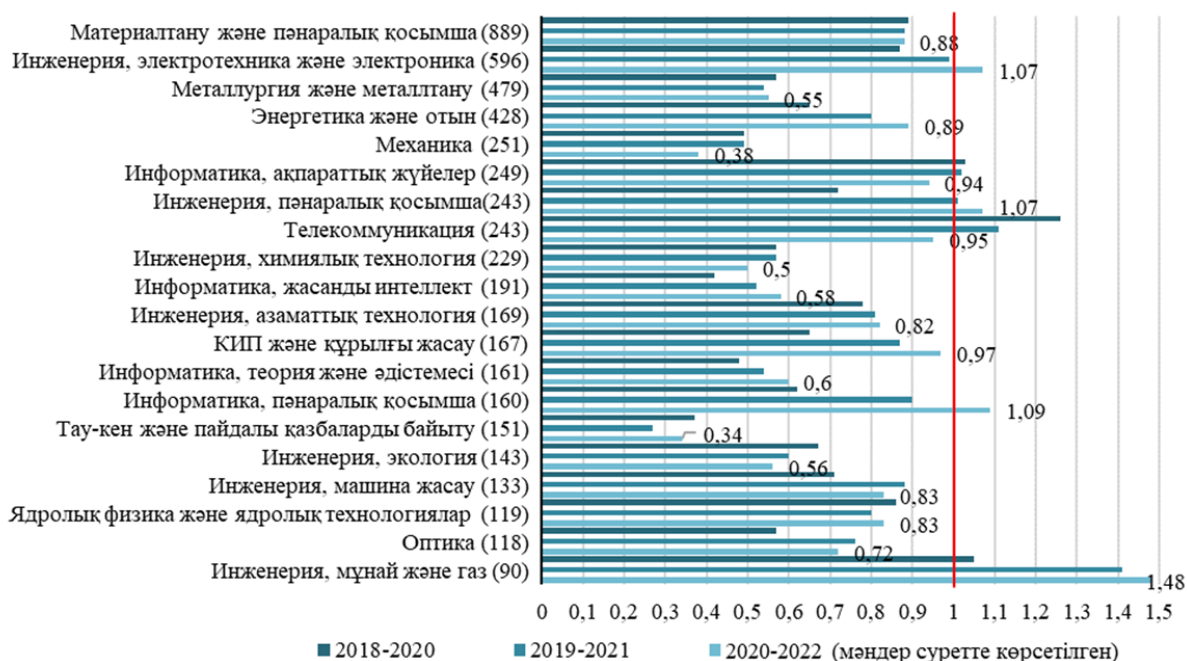 Материалтану және пәнаралық қосымша (889)
0,88
Инженерия, электротехника және электроника (596)
1,07
Металлургия және металлтану (479)
0,55
Энергетика және отын (428)
0,89
Механика (251)
0,38
Информатика, ақпараттық жүйелер (249)
0,94
Инженерия, пәнаралық қосымша(243)
1,07
Телекоммуникация (243)
0,95
Инженерия, химиялық технология (229)
0,5
Информатика, жасанды интеллект (191)
0,58
Инженерия, азаматтық технология (169)
0,82
КИП және құрылғы жасау (167)
0,97
Информатика, теория және әдістемесі (161)
0,6
Информатика, пәнаралық қосымша (160)
1,09
Тау-кен және пайдалы қазбаларды байыту (151)
0,34
Инженерия, экология (143)
0,56
Инженерия, машина жасау (133)
0,83
Ядролық физика және ядролық технологиялар (119)
0,83
Оптика (118)
0,72
Инженерия, мұнай және газ (90)
1,48
0 0,1 0,2 0,3 0,4 0,5 0,6 0,7 0,8 0,9 1 1,1 1,2 1,3 1,4 1,5
2018-2020 2019-2021 2020-2022 (мәндер суретте көрсетілген)